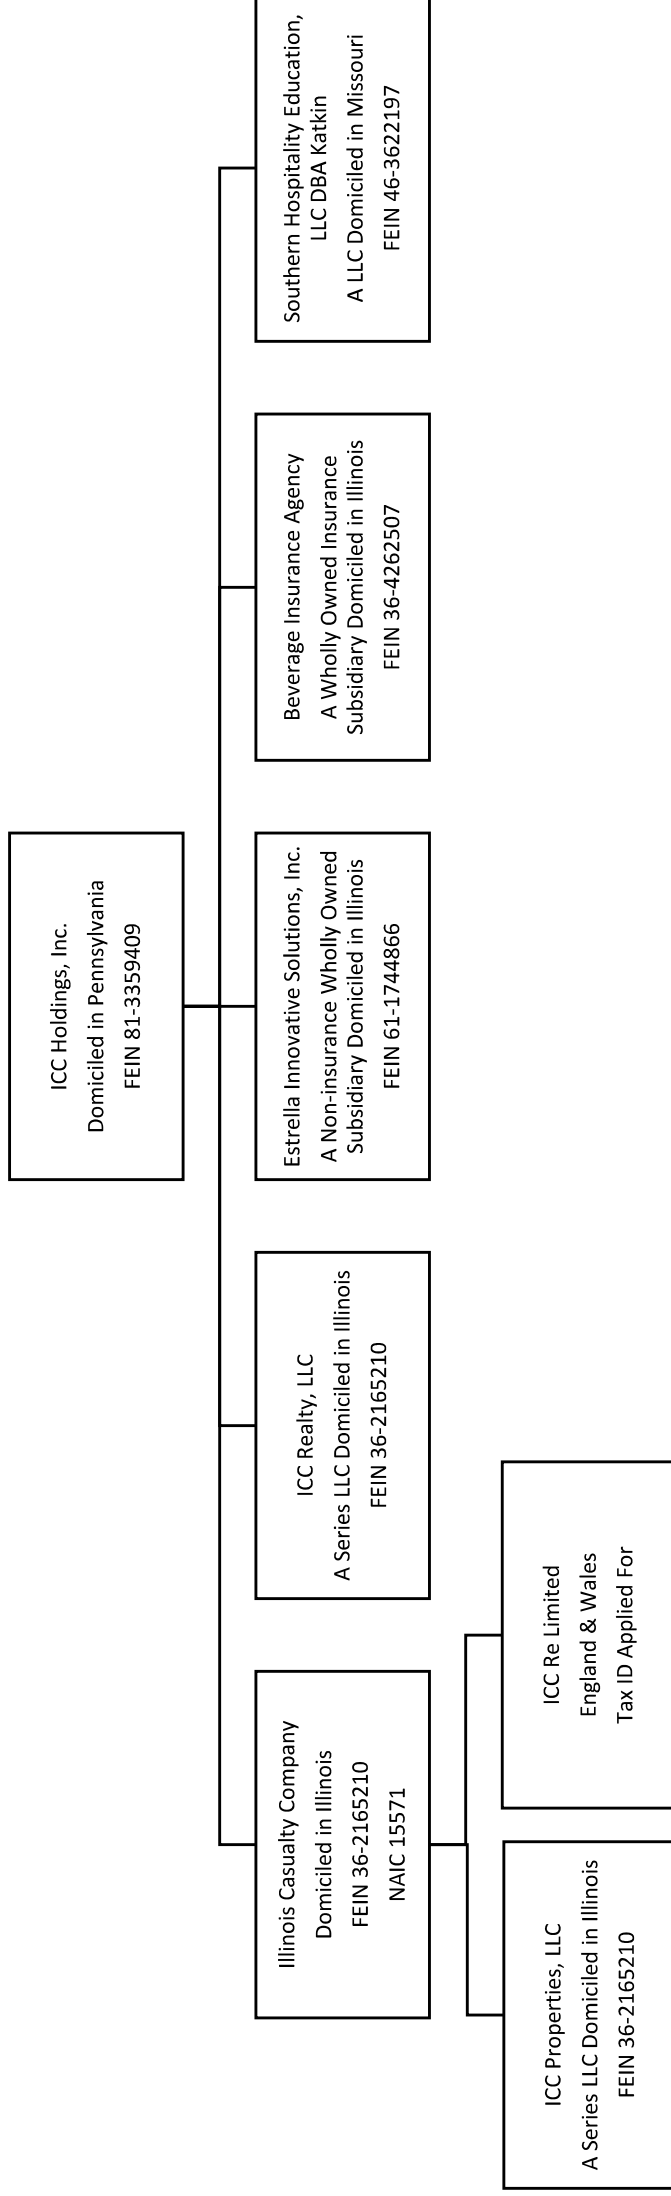 ICC Holdings, Inc.
Domiciled in Pennsylvania
FEIN 81-3359409
Illinois Casualty Company
Domiciled in Illinois
FEIN 36-2165210
NAIC 15571
ICC Realty, LLC
A Series LLC Domiciled in Illinois
FEIN 36-2165210
Estrella Innovative Solutions, Inc.
A Non-insurance Wholly Owned
Subsidiary Domiciled in Illinois
FEIN 61-1744866
Beverage Insurance Agency
A Wholly Owned Insurance
Subsidiary Domiciled in Illinois
FEIN 36-4262507
Southern Hospitality Education,
LLC DBA Katkin
A LLC Domiciled in Missouri
FEIN 46-3622197
ICC Properties, LLC
A Series LLC Domiciled in Illinois
FEIN 36-2165210
ICC Re Limited
England & Wales
Tax ID Applied For